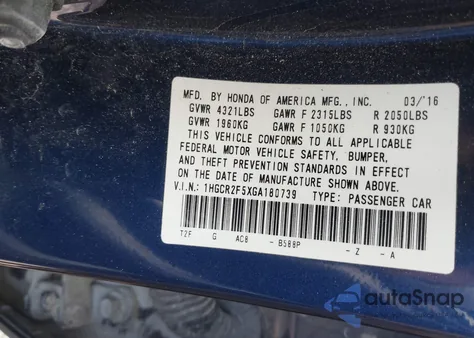 MFD. BY HONDA OF AMERICA MFG., INC. 03/'16
GVWR 4321LBS GAWR F 2315LBS R 2050LBS
GVWR 1960KG GAWR F 1050KG R 930KG
THIS VEHICLE CONFORMS TO ALL APPLICABLE
FEDERAL MOTOR VEHICLE SAFETY, BUMPER,
AND THEFT PREVENTION STANDARDS IN EFFECT
ON THE DATE OF MANUFACTURE SHOWN ABOVE.
V.I.N.: 1HGCR2F5XGA180739 TYPE: PASSENGER CAR
T2F G AC8 - B588P - Z - A
autoSnap